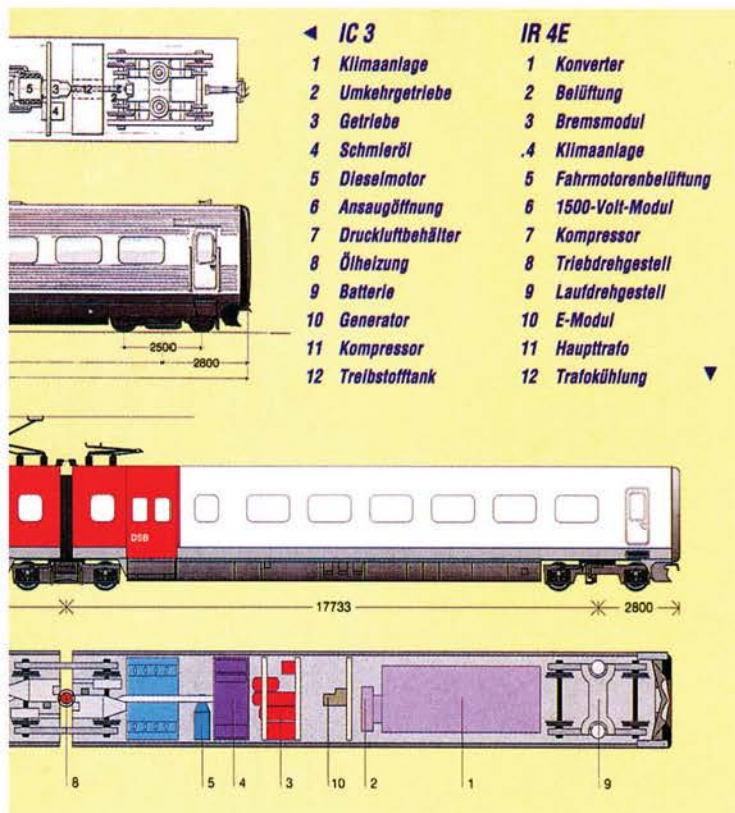 ◄ IC 3
1 Klimaanlage
2 Umkehrgetriebe
3 Getriebe
4 Schmieröl
5 Dieselmotor
6 Ansaugöffnung
7 Druckluftbehälter
8 Ölheizung
9 Batterie
10 Generator
11 Kompressor
12 Treibstofftank
IR 4E
1 Konverter
2 Belüftung
3 Bremsmodul
.4 Klimaanlage
5 Fahrmotorenbelüftung
6 1500-Volt-Modul
7 Kompressor
8 Triebdrehgestell
9 Laufdrehgestell
10 E-Modul
11 Haupttrafo
12 Trafokühlung ▼
5 3 12
4
2500
2800
DSB
17733 2800
8 5 4 3 10 2 1 9